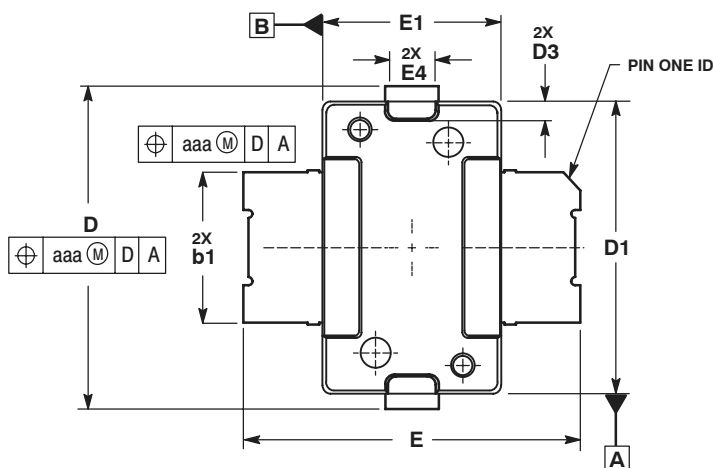 B
E1
2X
E4
2X
D3
PIN ONE ID
aaa Ⓜ D A
D
aaa Ⓜ D A
2X
b1
D1
E
A